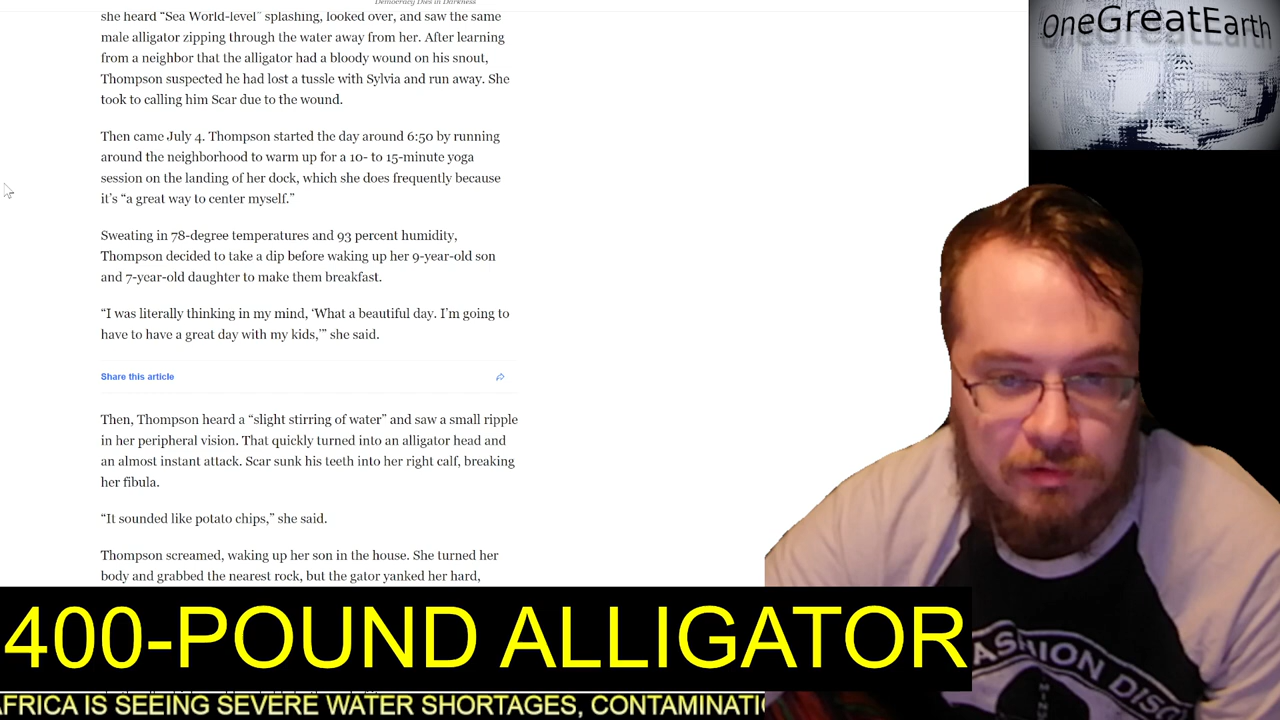 Democracy Dies in Darkness
she heard “Sea World-level” splashing, looked over, and saw the same
male alligator zipping through the water away from her. After learning
from a neighbor that the alligator had a bloody wound on his snout,
Thompson suspected he had lost a tussle with Sylvia and run away. She
took to calling him Scar due to the wound.
Then came July 4. Thompson started the day around 6:50 by running
around the neighborhood to warm up for a 10- to 15-minute yoga
session on the landing of her dock, which she does frequently because
it’s “a great way to center myself.”
Sweating in 78-degree temperatures and 93 percent humidity,
Thompson decided to take a dip before waking up her 9-year-old son
and 7-year-old daughter to make them breakfast.
“I was literally thinking in my mind, ‘What a beautiful day. I’m going to
have to have a great day with my kids,’” she said.
Share this article
Then, Thompson heard a “slight stirring of water” and saw a small ripple
in her peripheral vision. That quickly turned into an alligator head and
an almost instant attack. Scar sunk his teeth into her right calf, breaking
her fibula.
“It sounded like potato chips,” she said.
Thompson screamed, waking up her son in the house. She turned her
body and grabbed the nearest rock, but the gator yanked her hard,
OneGreatEarth
400-POUND ALLIGATOR
AFRICA IS SEEING SEVERE WATER SHORTAGES, CONTAMINATI
FASHION DISC